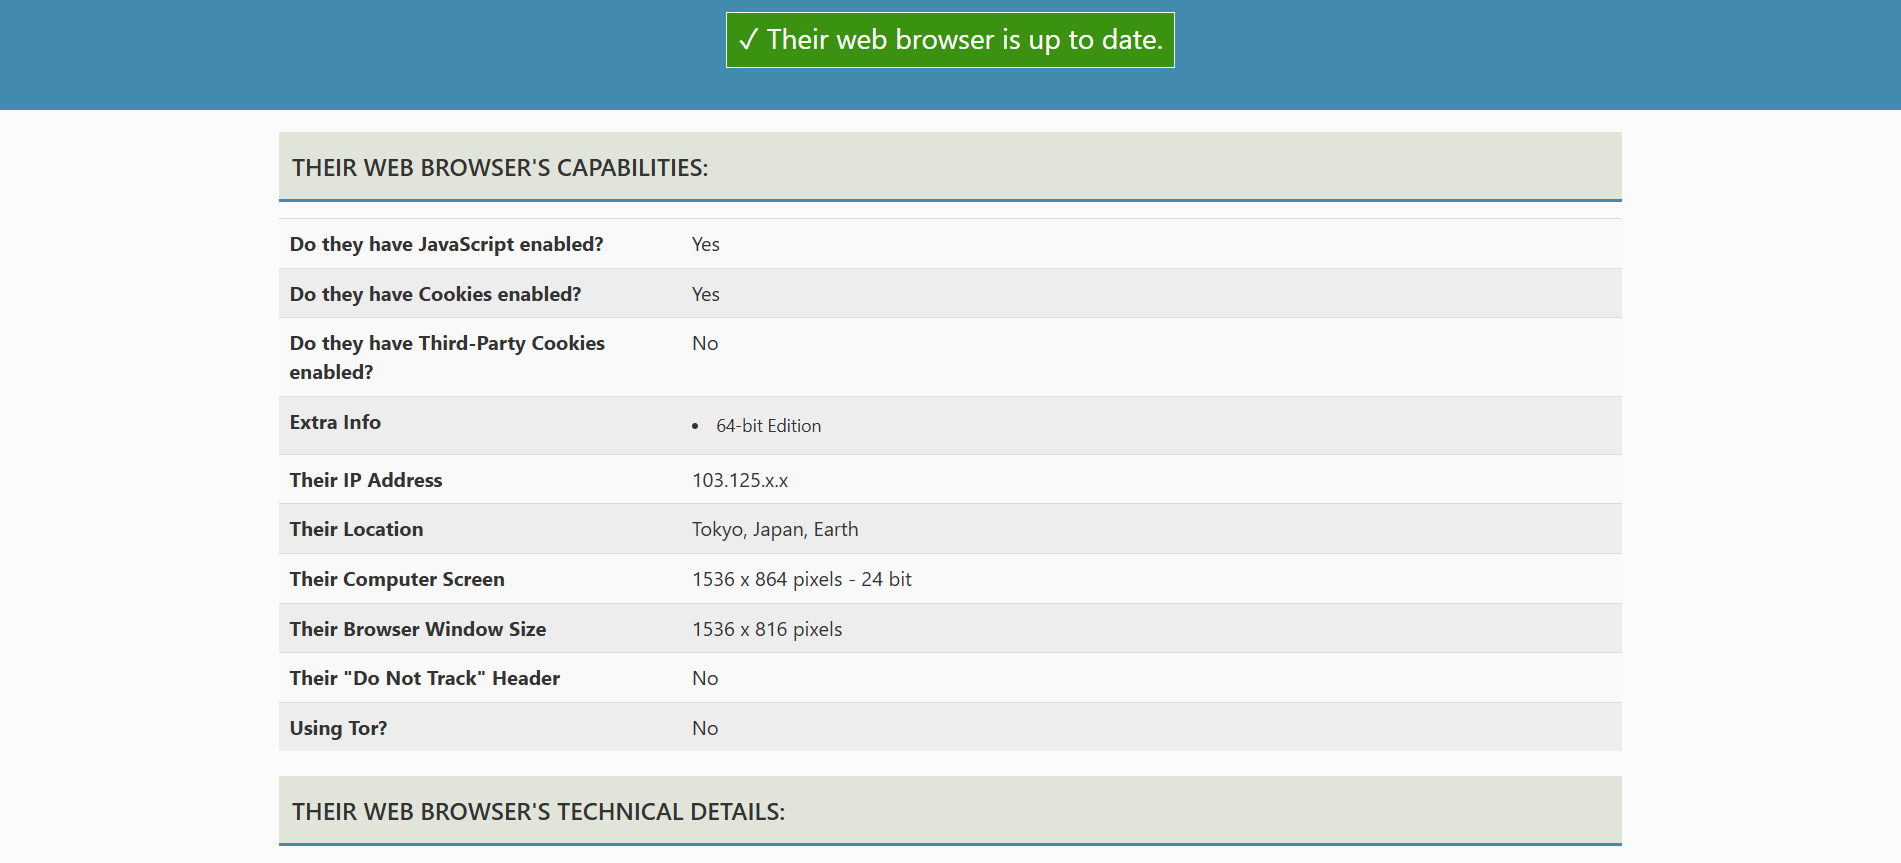 ✓ Their web browser is up to date.
THEIR WEB BROWSER'S CAPABILITIES:
Do they have JavaScript enabled? Yes
Do they have Cookies enabled? Yes
Do they have Third-Party Cookies No
enabled?
Extra Info • 64-bit Edition
Their IP Address 103.125.x.x
Their Location Tokyo, Japan, Earth
Their Computer Screen 1536 x 864 pixels - 24 bit
Their Browser Window Size 1536 x 816 pixels
Their "Do Not Track" Header No
Using Tor? No
THEIR WEB BROWSER'S TECHNICAL DETAILS: